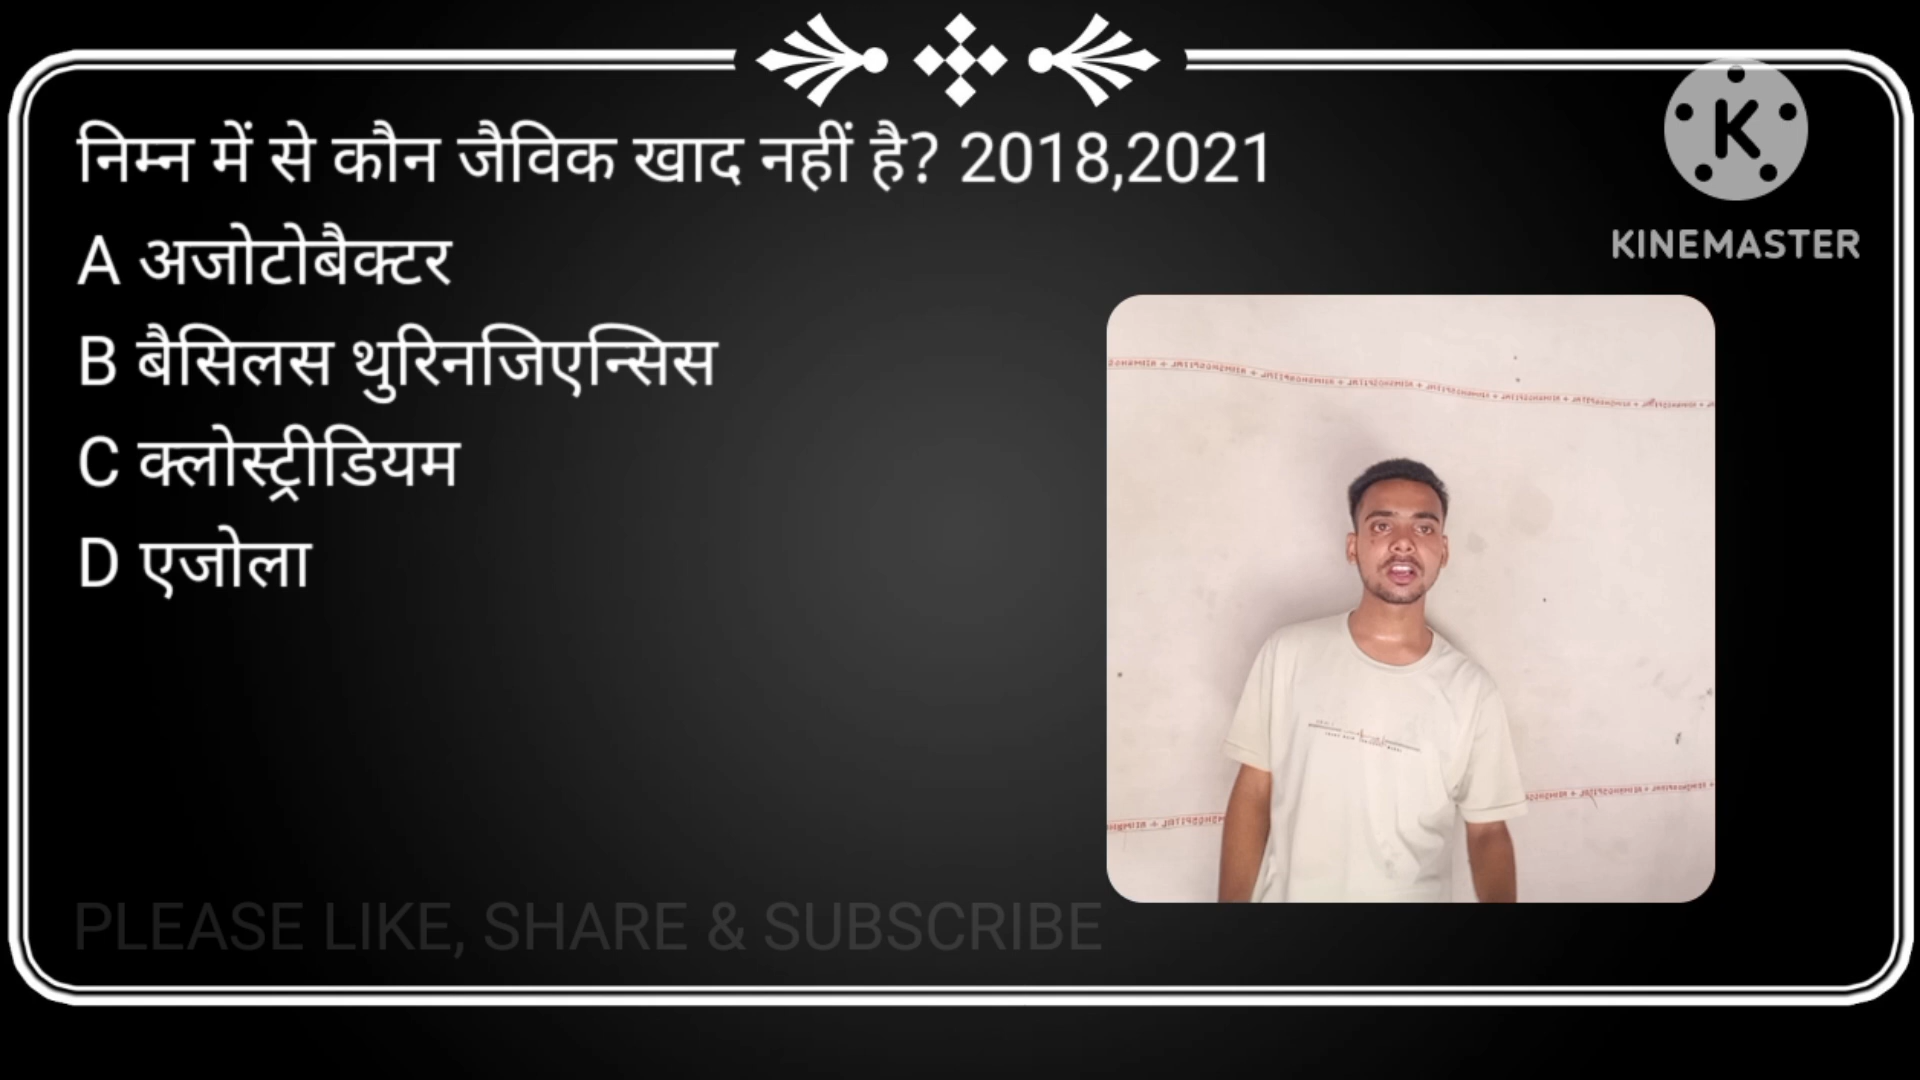 निम्न में से कौन जैविक खाद नहीं है? 2018,2021
A अजोटोबैक्टर
B बैसिलस थुरिनजिएन्सिस
C क्लोस्ट्रीडियम
D एजोला
K
KINEMASTER
PLEASE LIKE, SHARE & SUBSCRIBE